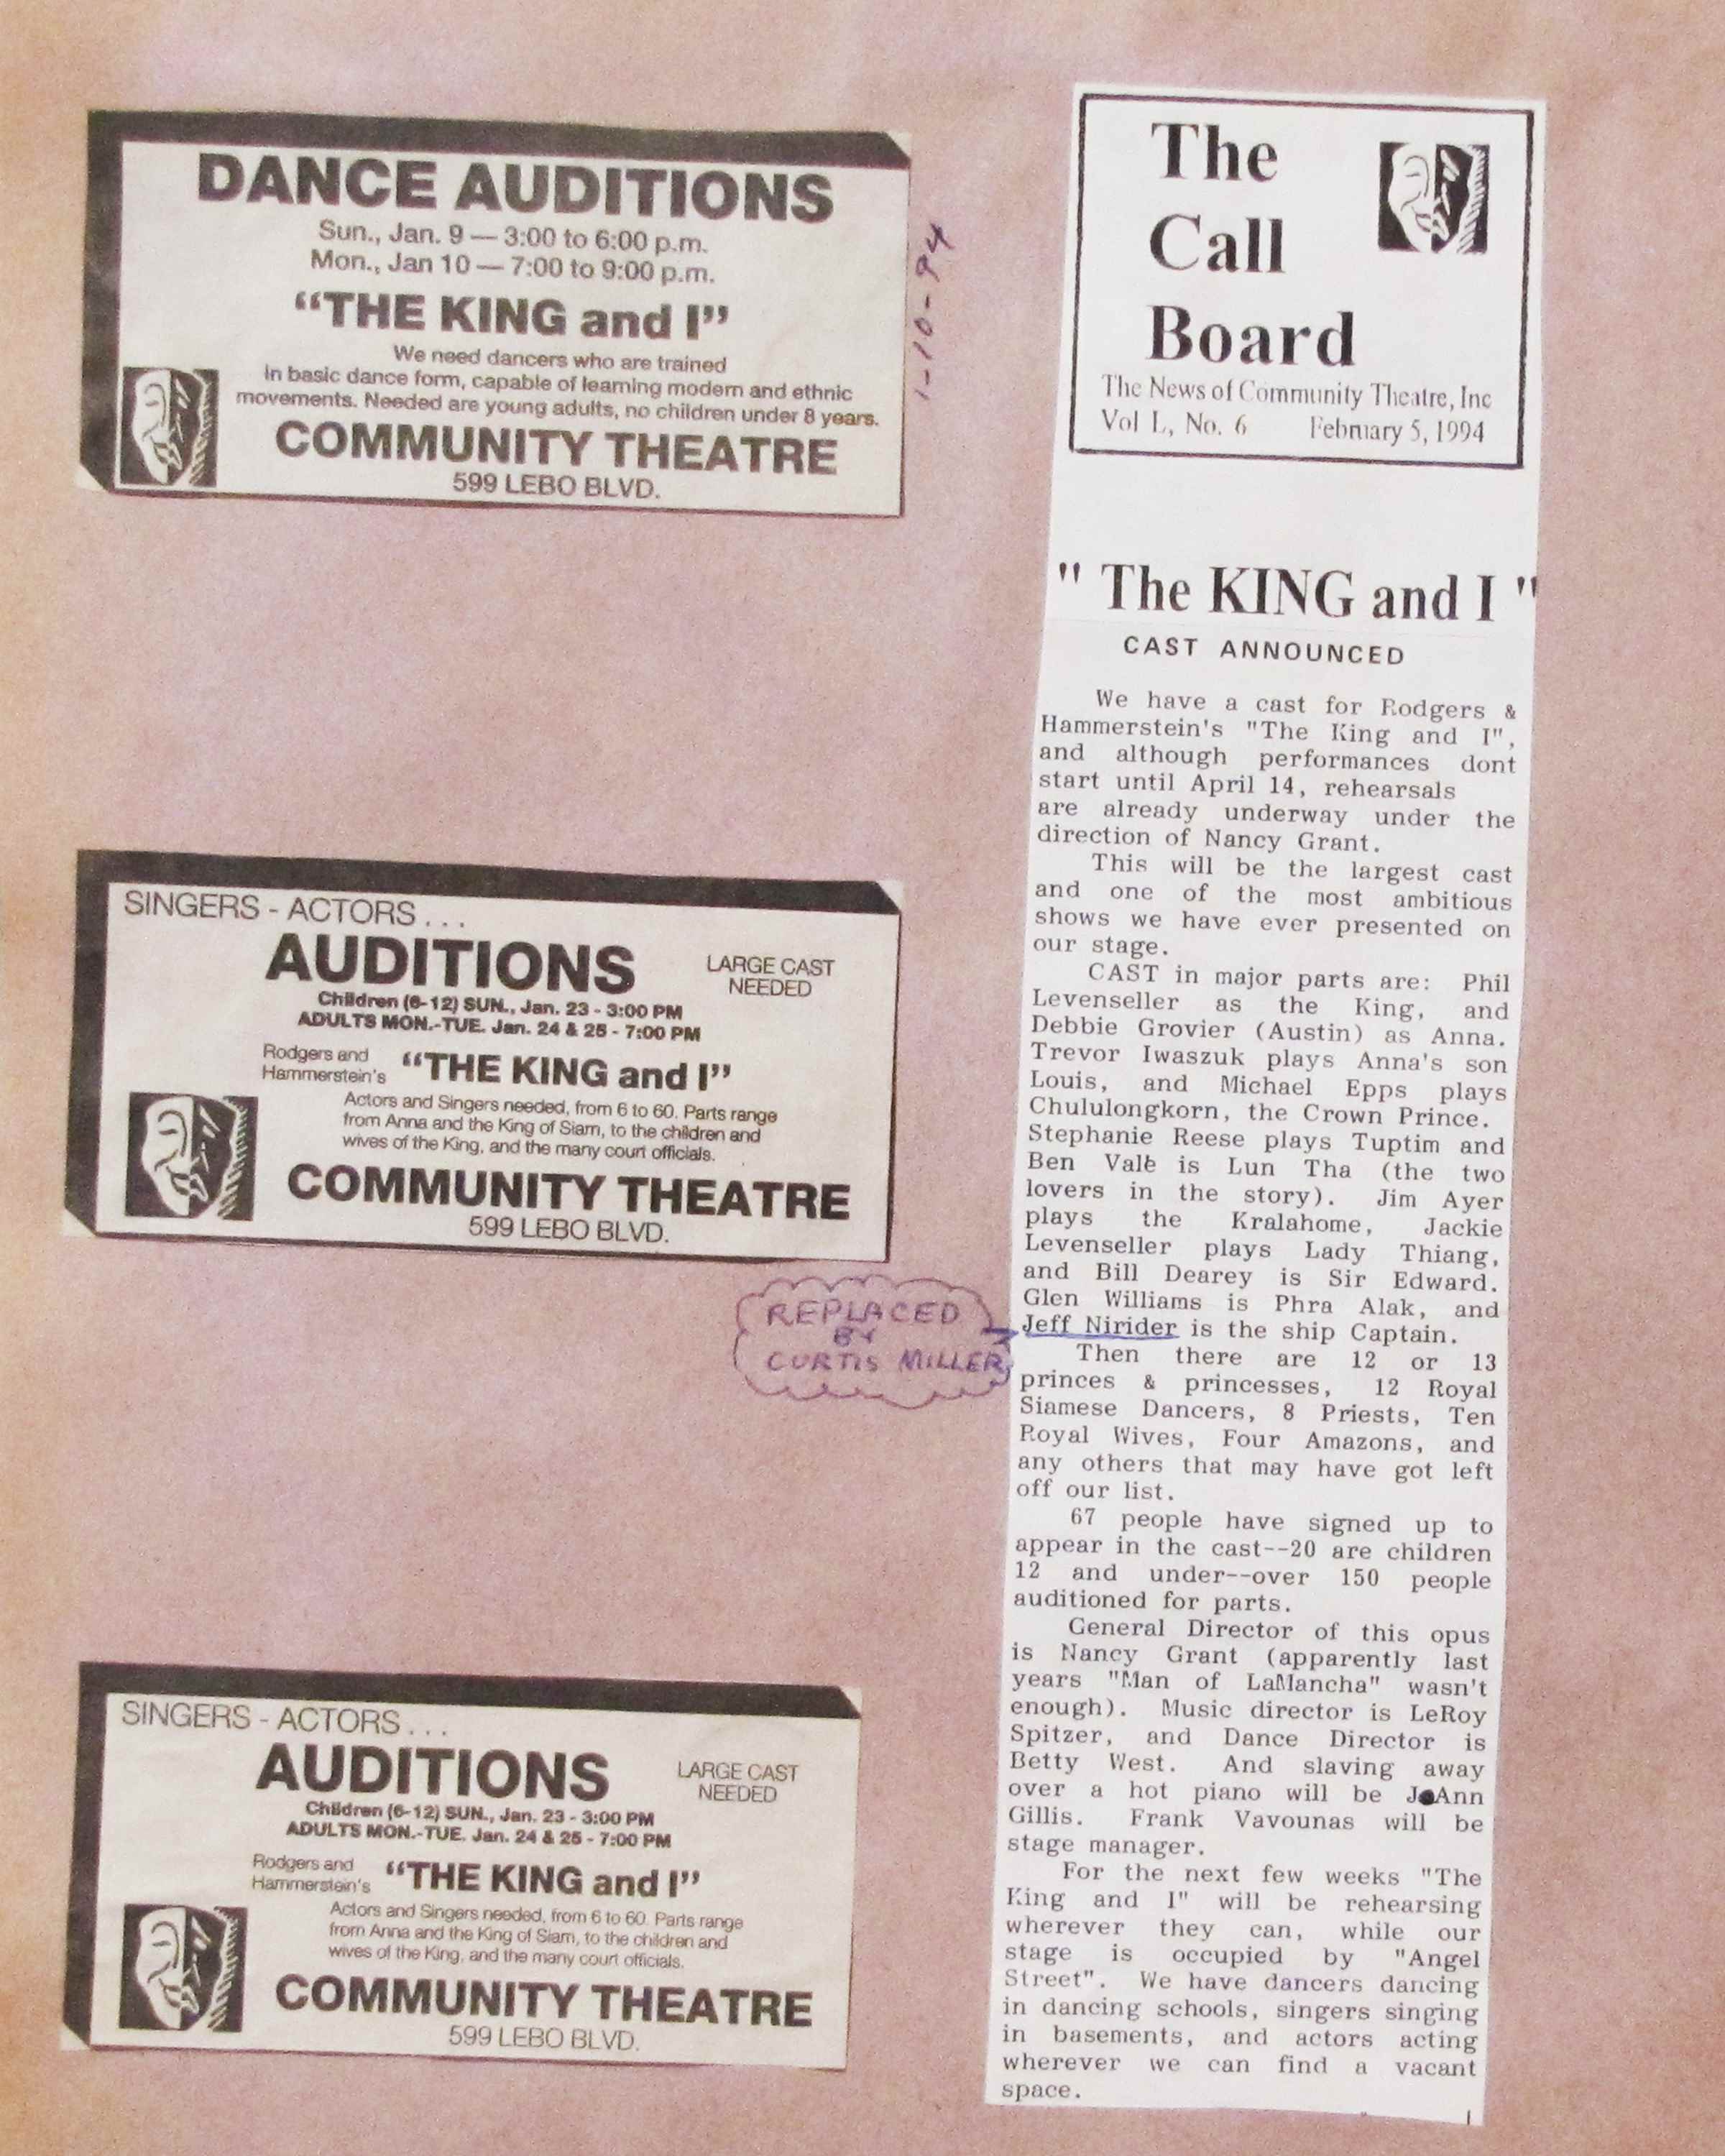 DANCE AUDITIONS
Sun., Jan. 9 — 3:00 to 6:00 p.m.
Mon., Jan 10 — 7:00 to 9:00 p.m.
“THE KING and I”
We need dancers who are trained
in basic dance form, capable of learning modern and ethnic
movements. Needed are young adults, no children under 8 years.
COMMUNITY THEATRE
599 LEBO BLVD.
1-10-94
SINGERS - ACTORS . . .
AUDITIONS
LARGE CAST
NEEDED
Children (6-12) SUN., Jan. 23 - 3:00 PM
ADULTS MON.-TUE. Jan. 24 & 25 - 7:00 PM
Rodgers and
Hammerstein's
“THE KING and I”
Actors and Singers needed, from 6 to 60. Parts range
from Anna and the King of Siam, to the children and
wives of the King, and the many court officials.
COMMUNITY THEATRE
599 LEBO BLVD.
REPLACED
BY
CURTIS MILLER
SINGERS - ACTORS . . .
AUDITIONS
LARGE CAST
NEEDED
Children (6-12) SUN., Jan. 23 - 3:00 PM
ADULTS MON.-TUE. Jan. 24 & 25 - 7:00 PM
Rodgers and
Hammerstein's
“THE KING and I”
Actors and Singers needed, from 6 to 60. Parts range
from Anna and the King of Siam, to the children and
wives of the King, and the many court officials.
COMMUNITY THEATRE
599 LEBO BLVD.
The
Call
Board
The News of Community Theatre, Inc
Vol L, No. 6 February 5, 1994
" The KING and I "
CAST ANNOUNCED
We have a cast for Rodgers &
Hammerstein's "The King and I",
and although performances dont
start until April 14, rehearsals
are already underway under the
direction of Nancy Grant.
This will be the largest cast
and one of the most ambitious
shows we have ever presented on
our stage.
CAST in major parts are: Phil
Levenseller as the King, and
Debbie Grovier (Austin) as Anna.
Trevor Iwaszuk plays Anna's son
Louis, and Michael Epps plays
Chululongkorn, the Crown Prince.
Stephanie Reese plays Tuptim and
Ben Vale is Lun Tha (the two
lovers in the story). Jim Ayer
plays the Kralahome, Jackie
Levenseller plays Lady Thiang,
and Bill Dearey is Sir Edward.
Glen Williams is Phra Alak, and
Jeff Nirider is the ship Captain.
Then there are 12 or 13
princes & princesses, 12 Royal
Siamese Dancers, 8 Priests, Ten
Royal Wives, Four Amazons, and
any others that may have got left
off our list.
67 people have signed up to
appear in the cast--20 are children
12 and under--over 150 people
auditioned for parts.
General Director of this opus
is Nancy Grant (apparently last
years "Man of LaMancha" wasn't
enough). Music director is LeRoy
Spitzer, and Dance Director is
Betty West. And slaving away
over a hot piano will be JoAnn
Gillis. Frank Vavounas will be
stage manager.
For the next few weeks "The
King and I" will be rehearsing
wherever they can, while our
stage is occupied by "Angel
Street". We have dancers dancing
in dancing schools, singers singing
in basements, and actors acting
wherever we can find a vacant
space.